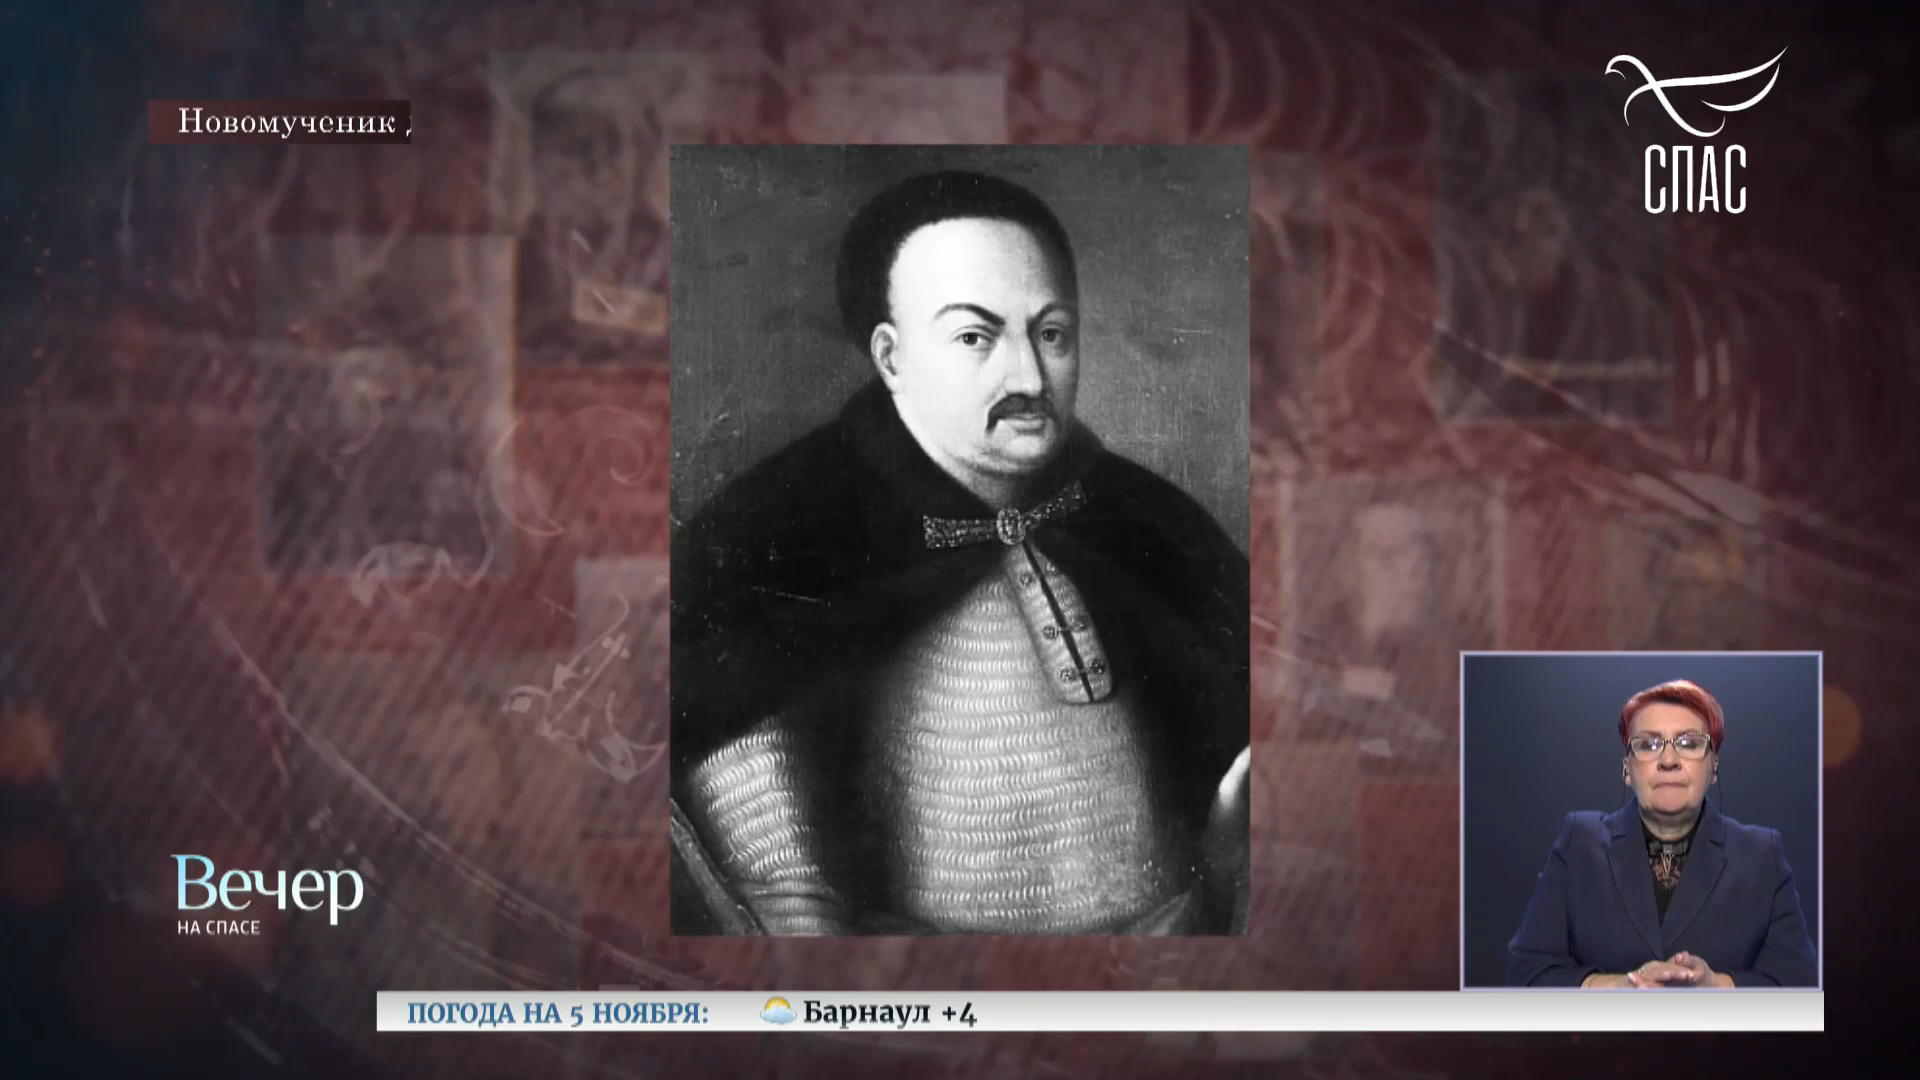 Новомученик
СПАС
Вечер
НА СПАСЕ
ПОГОДА НА 5 НОЯБРЯ: Барнаул +4